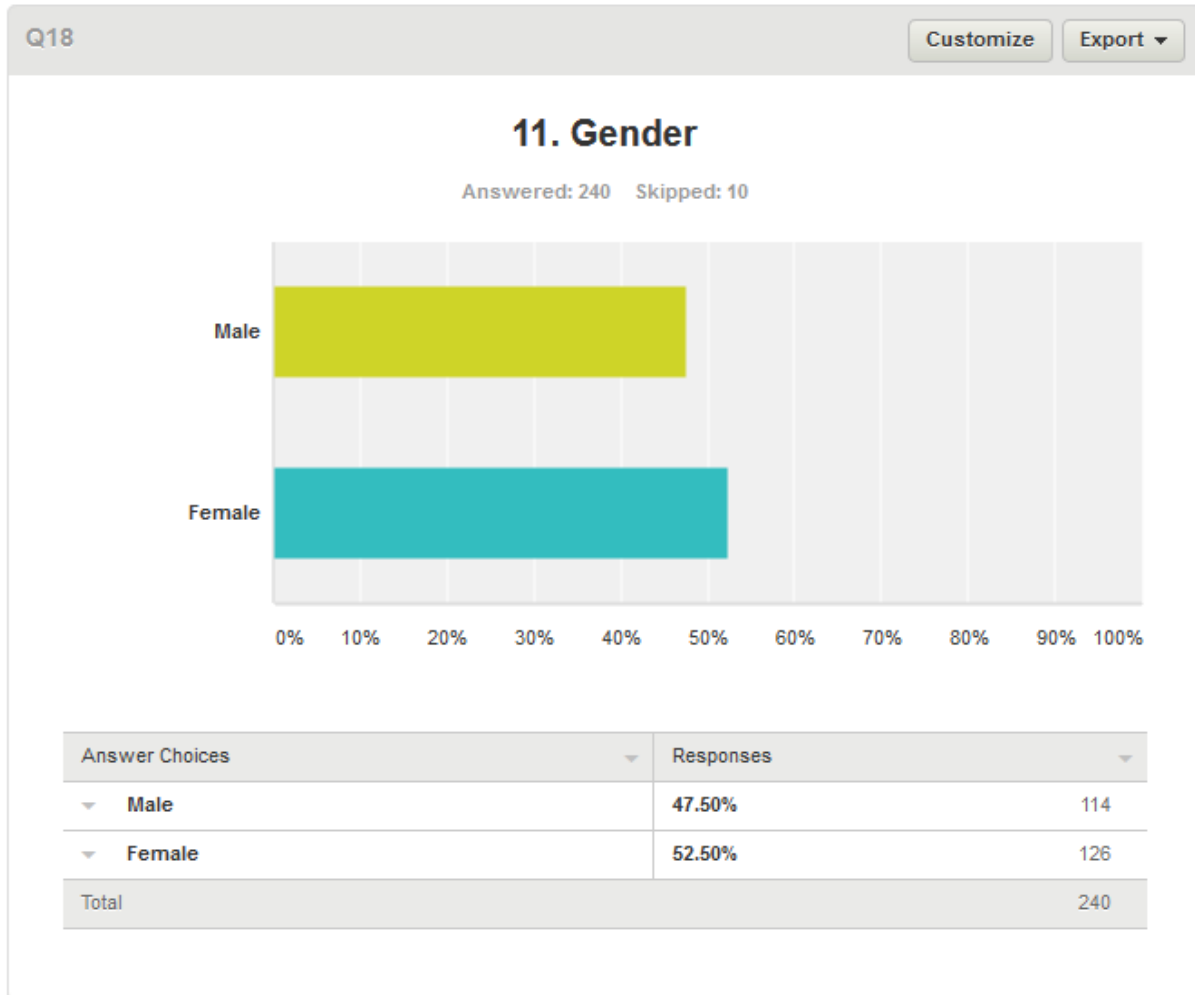 Q18 Customize Export
11. Gender
Answered: 240 Skipped: 10
Male
Female
0% 10% 20% 30% 40% 50% 60% 70% 80% 90% 100%
Answer Choices Responses
Male 47.50% 114
Female 52.50% 126
Total 240